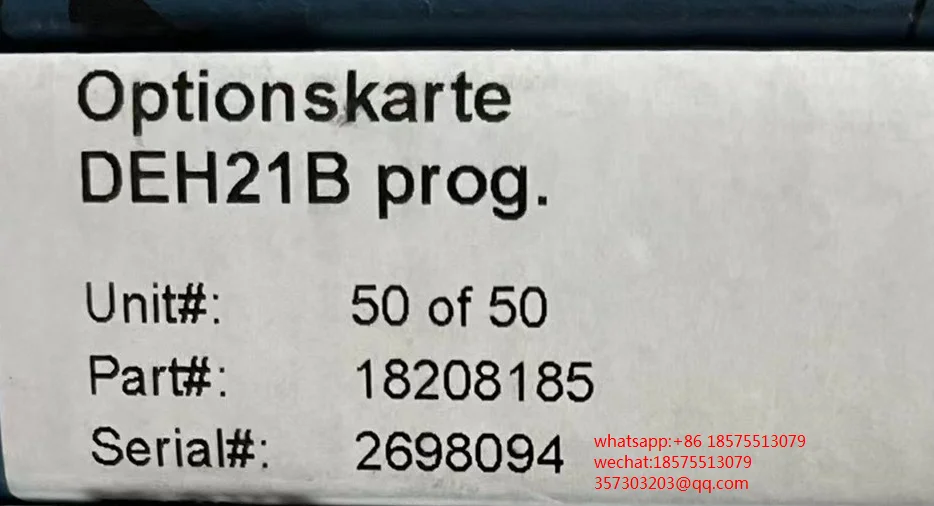 Optionskarte
DEH21B prog.
Unit#: 50 of 50
Part#: 18208185
Serial#: 2698094
whatsapp:+86 18575513079
wechat:18575513079
357303203@qq.com